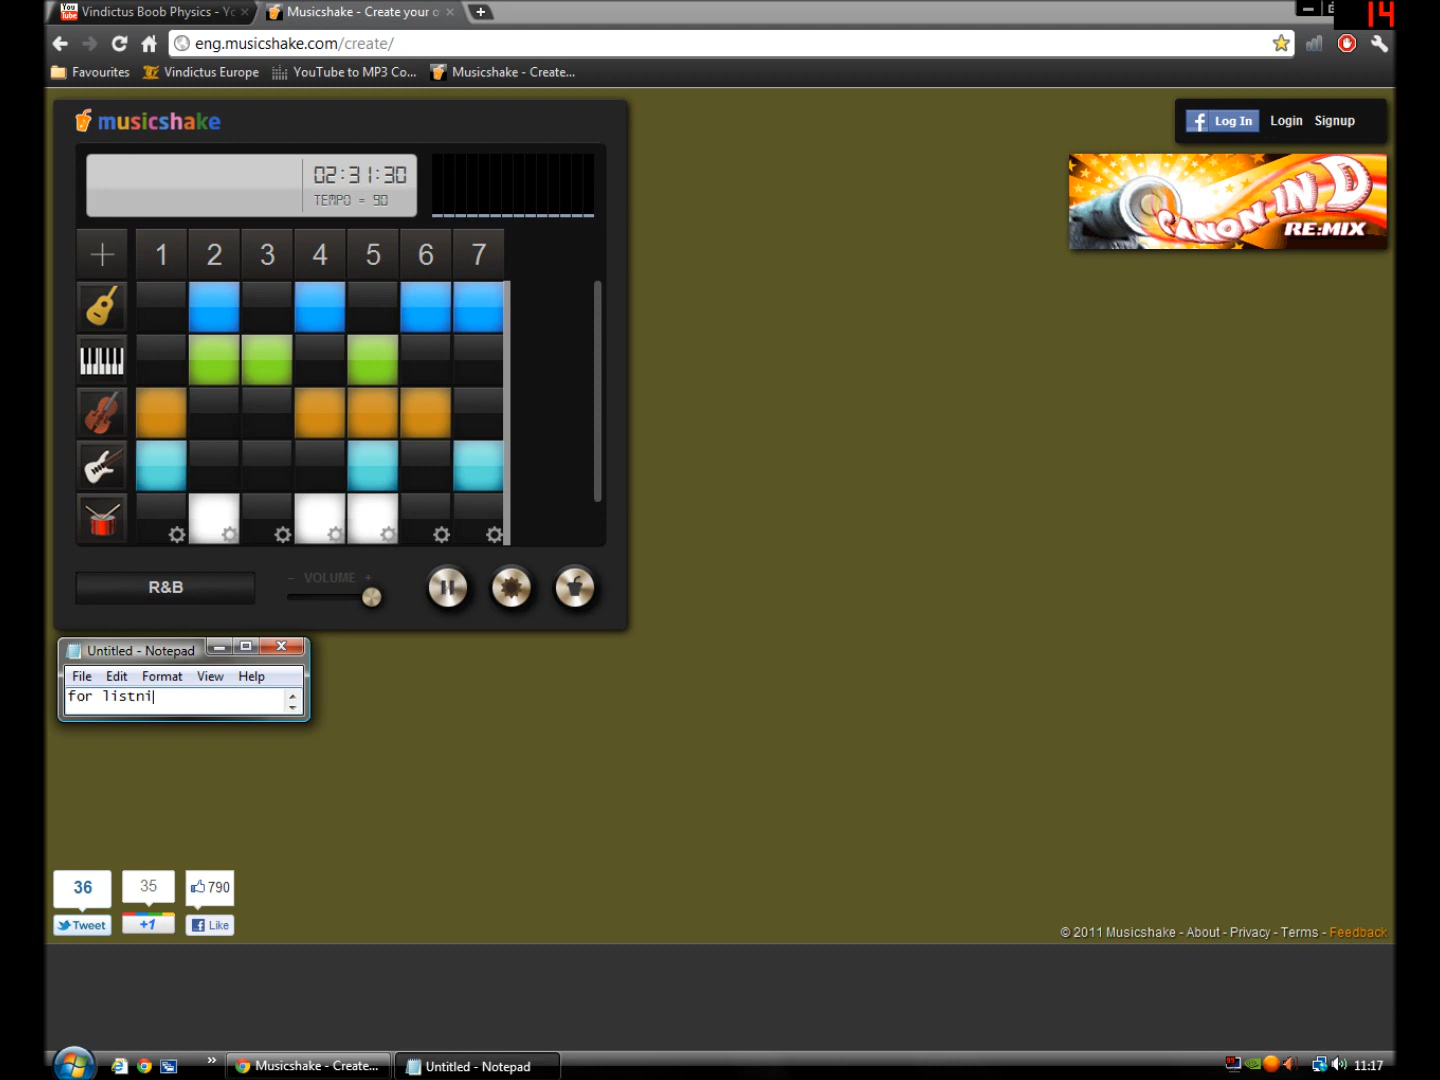 Vindictus Boob Physics - Yo
Musicshake - Create your o
14
eng.musicshake.com/create/
Favourites
Vindictus Europe
YouTube to MP3 Co...
Musicshake - Create...
musicshake
Log In
Login
Signup
02:31:30
TEMPO = 90
CANON IN D
RE:MIX
1 2 3 4 5 6 7
R&B
- VOLUME +
Untitled - Notepad
File Edit Format View Help
for listni
36
35
790
Tweet
+1
Like
© 2011 Musicshake - About - Privacy - Terms - Feedback
Musicshake - Create...
Untitled - Notepad
11:17